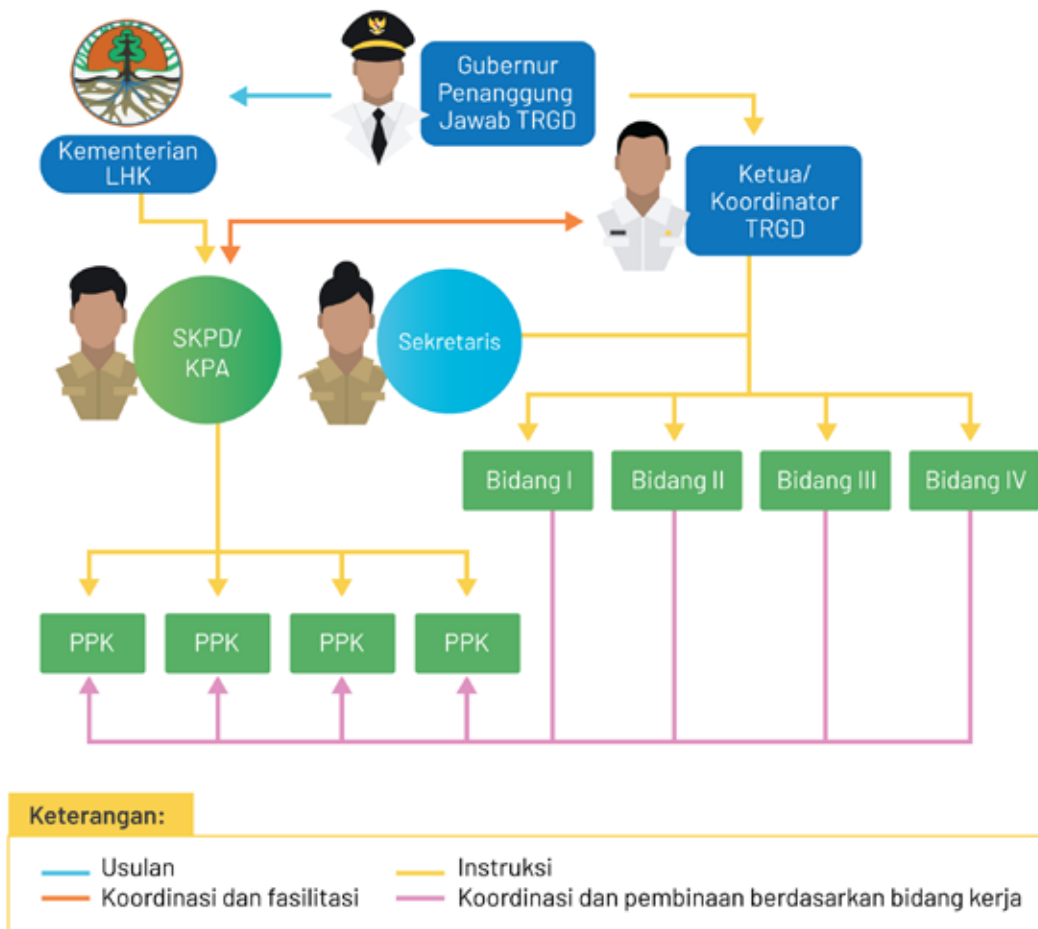 Gubernur
Penanggung
Jawab TRGD
Kementerian
LHK
Ketua/
Koordinator
TRGD
SKPD/
KPA
Sekretaris
Bidang I
Bidang II
Bidang III
Bidang IV
PPK
PPK
PPK
PPK
Keterangan:
Usulan
Instruksi
Koordinasi dan fasilitasi
Koordinasi dan pembinaan berdasarkan bidang kerja